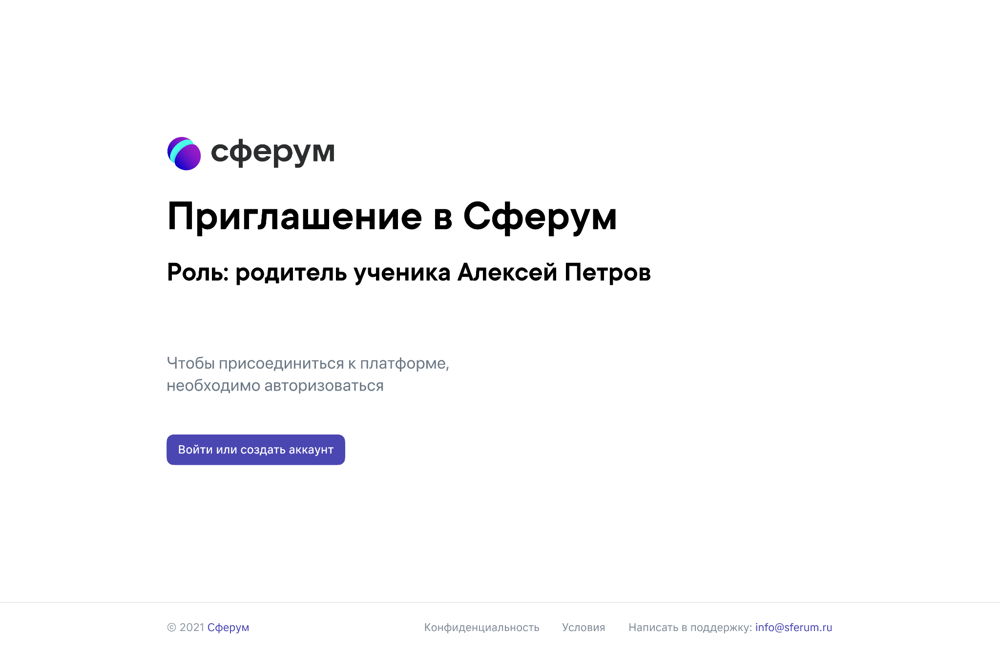 сферум
Приглашение в Сферум
Роль: родитель ученика Алексей Петров
Чтобы присоединиться к платформе,
необходимо авторизоваться
Войти или создать аккаунт
© 2021 Сферум
Конфиденциальность
Условия
Написать в поддержку: info@sferum.ru